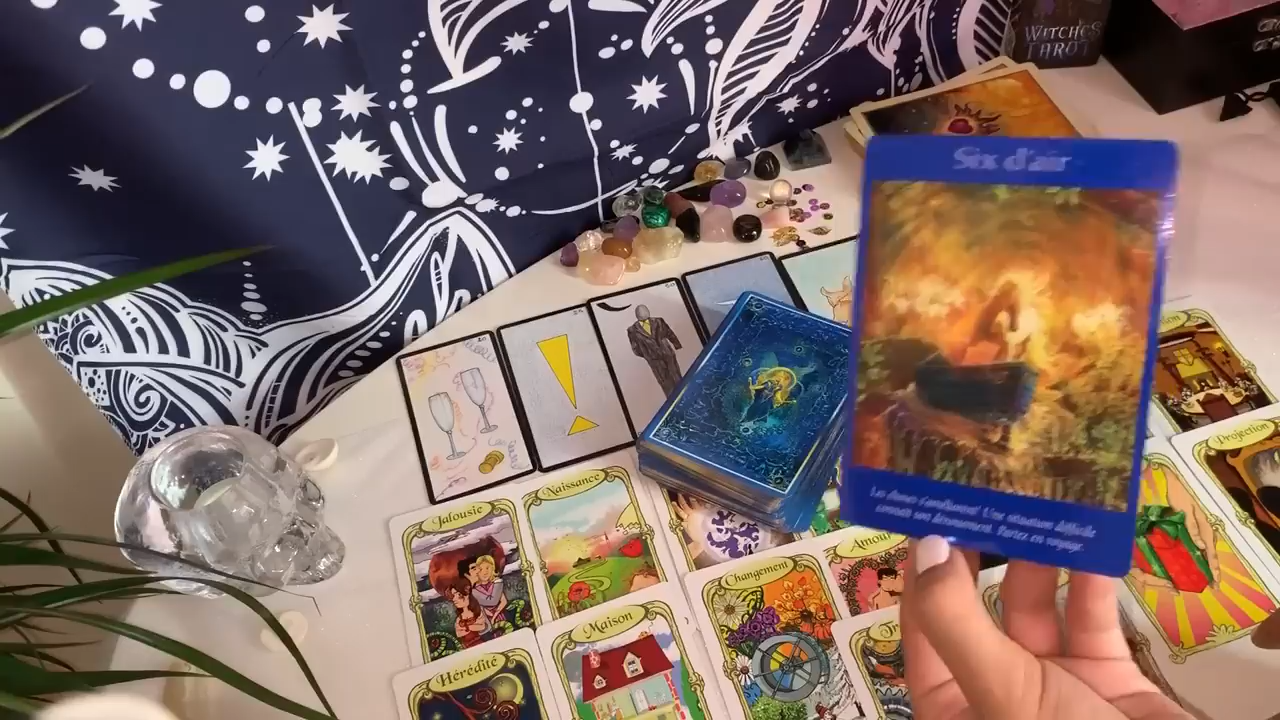 WITCHES
TAROT
Six d'air
Les choses s'améliorent! Une situation difficile
connaît son dénouement. Partez en voyage.
Jalousie
Naissance
Changement
Amour
Projection
Hérédité
Maison